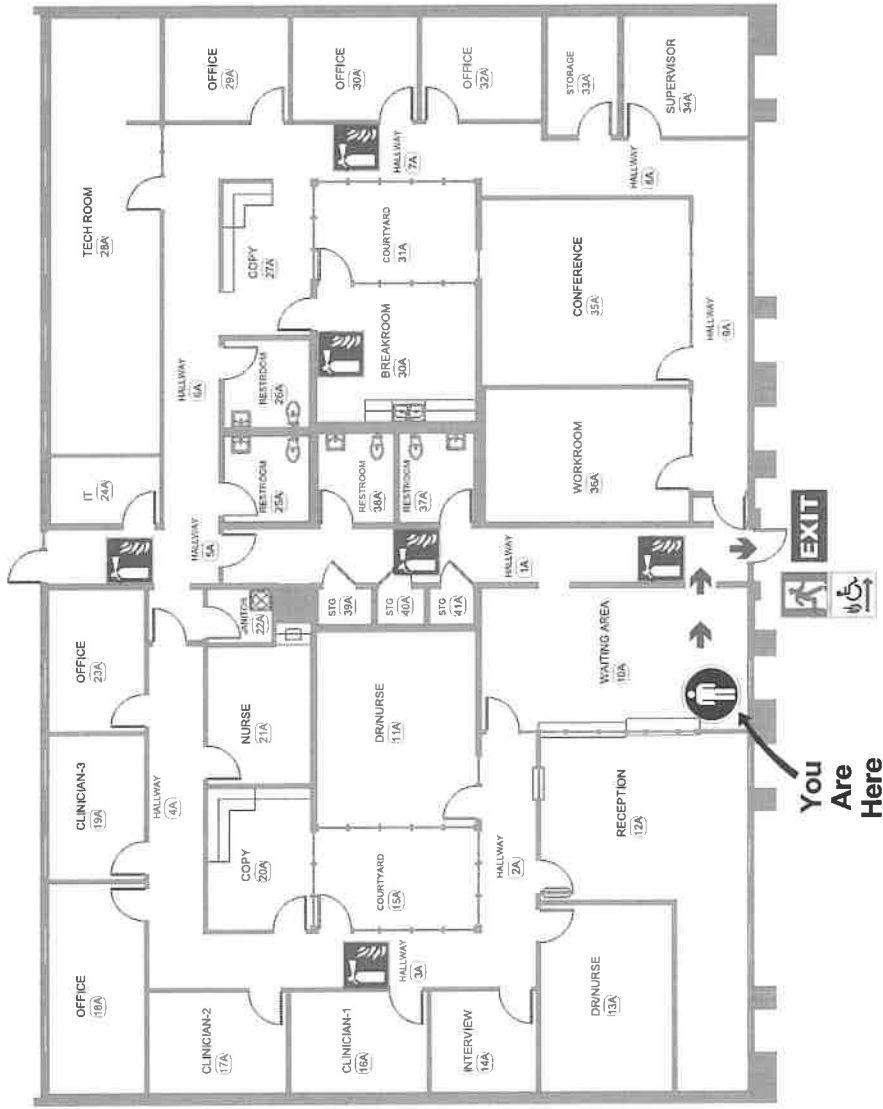 TECH ROOM
28A
OFFICE
29A
OFFICE
30A
OFFICE
32A
STORAGE
33A
SUPERVISOR
34A
HALLWAY
7A
HALLWAY
8A
COPY
27A
COURTYARD
31A
CONFERENCE
35A
HALLWAY
9A
HALLWAY
6A
RESTROOM
26A
BREAKROOM
30A
IT
24A
RESTROOM
25A
RESTROOM
38A
RESTROOM
37A
WORKROOM
36A
HALLWAY
5A
HALLWAY
1A
EXIT
OFFICE
23A
JANITOR
22A
STG
39A
STG
40A
STG
41A
WAITING AREA
10A
NURSE
21A
DR/NURSE
11A
CLINICIAN-3
19A
HALLWAY
4A
COPY
20A
COURTYARD
15A
HALLWAY
2A
RECEPTION
12A
You
Are
Here
OFFICE
18A
HALLWAY
3A
CLINICIAN-2
17A
CLINICIAN-1
16A
INTERVIEW
14A
DR/NURSE
13A